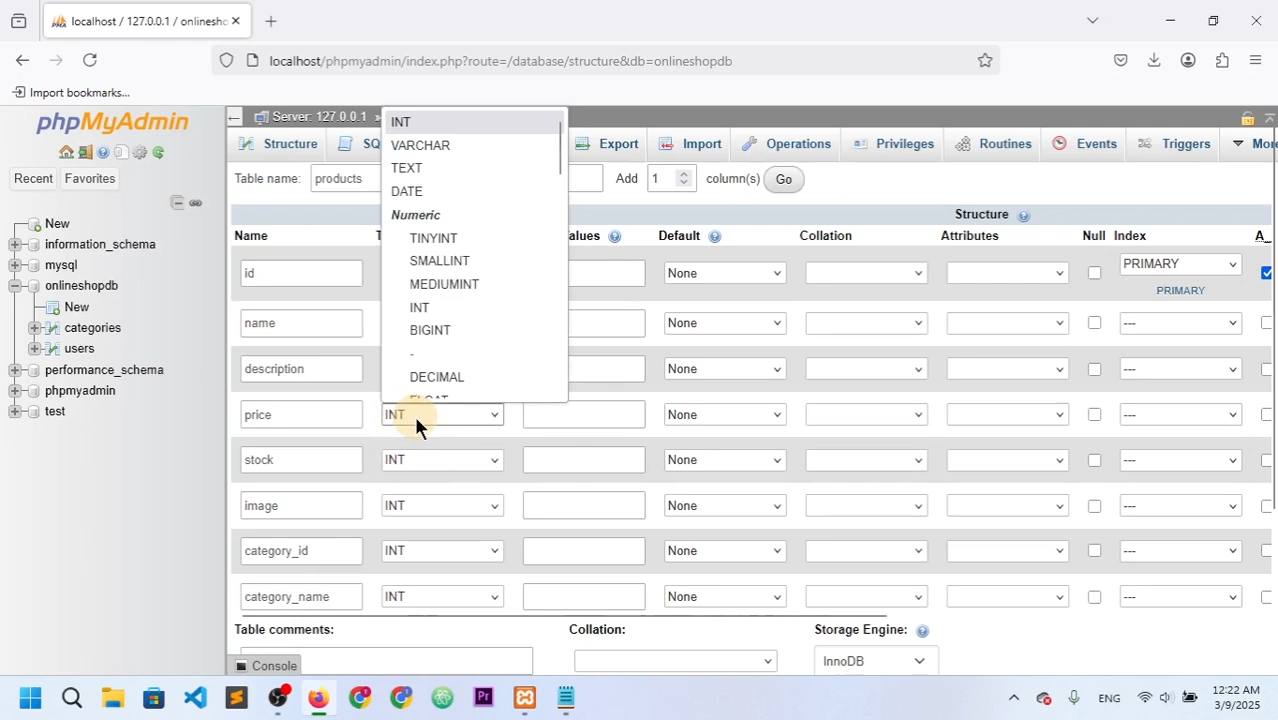 localhost / 127.0.0.1 / onlinesho
localhost/phpmyadmin/index.php?route=/database/structure&db=onlineshopdb
Import bookmarks...
phpMyAdmin
Recent
Favorites
New
information_schema
mysql
onlineshopdb
New
categories
users
performance_schema
phpmyadmin
test
Server: 127.0.0.1 »
Structure
SQ
Export
Import
Operations
Privileges
Routines
Events
Triggers
More
Table name:
products
Add
1
column(s)
Go
Structure
Name
T
Values
Default
Collation
Attributes
Null
Index
A_
id
None
PRIMARY
PRIMARY
name
None
---
description
None
---
price
INT
None
---
stock
INT
None
---
image
INT
None
---
category_id
INT
None
---
category_name
INT
None
---
INT
VARCHAR
TEXT
DATE
Numeric
TINYINT
SMALLINT
MEDIUMINT
INT
BIGINT
-
DECIMAL
FLOAT
Table comments:
Collation:
Storage Engine:
InnoDB
Console
ENG
12:22 AM
3/9/2025